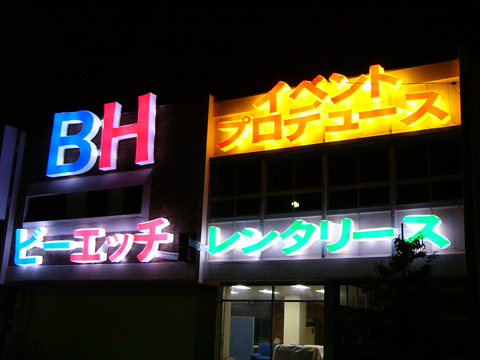 BH
ビーエッチ
イベント
プロデュース
レンタリース